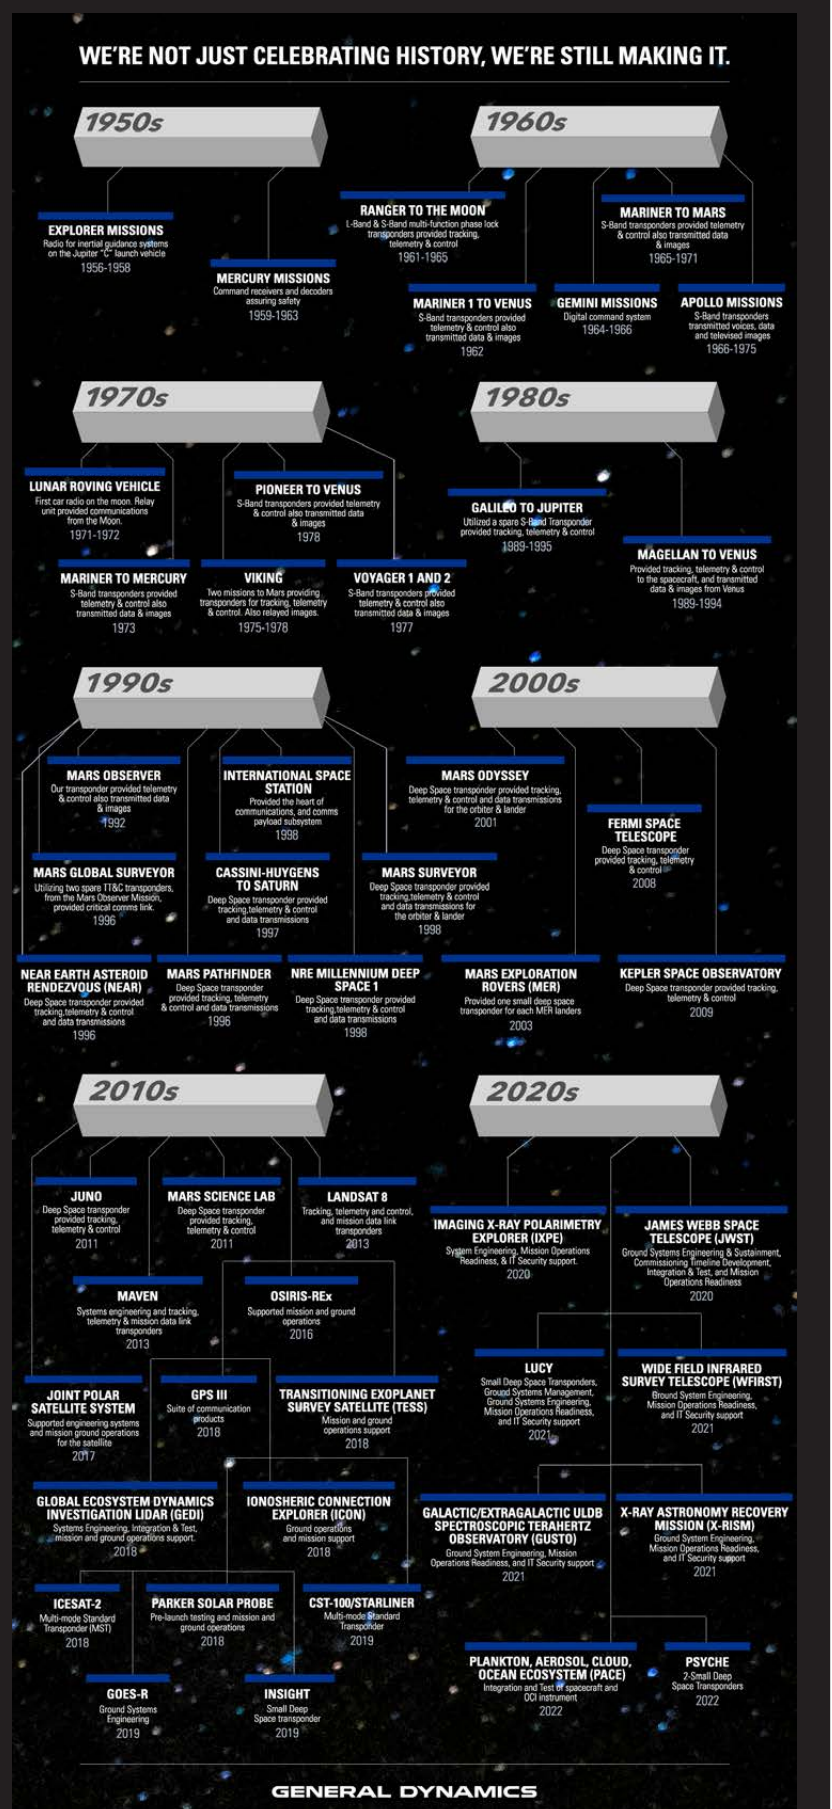 WE'RE NOT JUST CELEBRATING HISTORY, WE'RE STILL MAKING IT.
1950s
EXPLORER MISSIONS
Radio for inertial guidance systems
on the Jupiter "C" launch vehicle
1956-1958
MERCURY MISSIONS
Command receivers and decoders
assuring safety
1959-1963
1960s
RANGER TO THE MOON
L-Band & S-Band multi-function phase lock
transponders provided tracking,
telemetry & control
1961-1965
MARINER TO MARS
S-Band transponders provided telemetry
& control also transmitted data
& images
1965-1971
MARINER 1 TO VENUS
S-Band transponders provided
telemetry & control also
transmitted data & images
1962
GEMINI MISSIONS
Digital command system
1964-1966
APOLLO MISSIONS
S-Band transponders
transmitted voices, data
and televised images
1966-1975
1970s
LUNAR ROVING VEHICLE
First car radio on the moon. Relay
unit provided communications
from the Moon.
1971-1972
PIONEER TO VENUS
S-Band transponders provided telemetry
& control also transmitted data
& images
1978
MARINER TO MERCURY
S-Band transponders provided
telemetry & control also
transmitted data & images
1973
VIKING
Two missions to Mars providing
transponders for tracking, telemetry
& control. Also relayed images.
1975-1978
VOYAGER 1 AND 2
S-Band transponders provided
telemetry & control also
transmitted data & images
1977
1980s
GALILEO TO JUPITER
Utilized a spare S-Band Transponder
provided tracking, telemetry & control
1989-1995
MAGELLAN TO VENUS
Provided tracking, telemetry & control
to the spacecraft, and transmitted
data & images from Venus
1989-1994
1990s
MARS OBSERVER
Our transponder provided telemetry
& control also transmitted data
& images
1992
INTERNATIONAL SPACE
STATION
Provided the heart of
communications, and comms
payload subsystem
1998
MARS GLOBAL SURVEYOR
Utilizing two spare TT&C transponders,
from the Mars Observer Mission,
provided critical comms link.
1996
CASSINI-HUYGENS
TO SATURN
Deep Space transponder provided
tracking,telemetry & control
and data transmissions
1997
MARS SURVEYOR
Deep Space transponder provided
tracking,telemetry & control
and data transmissions for
the orbiter & lander
1998
NEAR EARTH ASTEROID
RENDEZVOUS (NEAR)
Deep Space transponder provided
tracking,telemetry & control
and data transmissions
1996
MARS PATHFINDER
Deep Space transponder
provided tracking, telemetry
& control and data transmissions
1996
NRE MILLENNIUM DEEP
SPACE 1
Deep Space transponder provided
tracking,telemetry & control
and data transmissions
1998
2000s
MARS ODYSSEY
Deep Space transponder provided tracking,
telemetry & control and data transmissions
for the orbiter & lander
2001
FERMI SPACE
TELESCOPE
Deep Space transponder
provided tracking, telemetry
& control
2008
MARS EXPLORATION
ROVERS (MER)
Provided one small deep space
transponder for each MER landers
2003
KEPLER SPACE OBSERVATORY
Deep Space transponder provided tracking,
telemetry & control
2009
2010s
JUNO
Deep Space transponder
provided tracking,
telemetry & control
2011
MARS SCIENCE LAB
Deep Space transponder
provided tracking,
telemetry & control
2011
LANDSAT 8
Tracking, telemetry and control,
and mission data link
transponders
2013
MAVEN
Systems engineering and tracking,
telemetry & mission data link
transponders
2013
OSIRIS-REx
Supported mission and ground
operations
2016
JOINT POLAR
SATELLITE SYSTEM
Supported engineering systems
and mission ground operations
for the satellite
2017
GPS III
Suite of communication
products
2018
TRANSITIONING EXOPLANET
SURVEY SATELLITE (TESS)
Mission and ground
operations support
2018
GLOBAL ECOSYSTEM DYNAMICS
INVESTIGATION LIDAR (GEDI)
Systems Engineering, Integration & Test,
mission and ground operations support.
2018
IONOSHERIC CONNECTION
EXPLORER (ICON)
Ground operations
and mission support
2018
ICESAT-2
Multi-mode Standard
Transponder (MST)
2018
PARKER SOLAR PROBE
Pre-launch testing and mission and
ground operations
2018
CST-100/STARLINER
Multi-mode Standard
Transponder
2019
GOES-R
Ground Systems
Engineering
2019
INSIGHT
Small Deep
Space transponder
2019
2020s
IMAGING X-RAY POLARIMETRY
EXPLORER (IXPE)
System Engineering, Mission Operations
Readiness, & IT Security support.
2020
JAMES WEBB SPACE
TELESCOPE (JWST)
Ground Systems Engineering & Sustainment,
Commissioning Timeline Development,
Integration & Test, and Mission
Operations Readiness
2020
LUCY
Small Deep Space Transponders,
Ground Systems Management,
Ground Systems Engineering,
Mission Operations Readiness,
and IT Security support
2021
WIDE FIELD INFRARED
SURVEY TELESCOPE (WFIRST)
Ground System Engineering,
Mission Operations Readiness,
and IT Security support
2021
GALACTIC/EXTRAGALACTIC ULDB
SPECTROSCOPIC TERAHERTZ
OBSERVATORY (GUSTO)
Ground System Engineering, Mission
Operations Readiness, and IT Security support
2021
X-RAY ASTRONOMY RECOVERY
MISSION (X-RISM)
Ground System Engineering,
Mission Operations Readiness,
and IT Security support
2021
PLANKTON, AEROSOL, CLOUD,
OCEAN ECOSYSTEM (PACE)
Integration and Test of spacecraft and
OCI instrument
2022
PSYCHE
2-Small Deep
Space Transponders
2022
GENERAL DYNAMICS